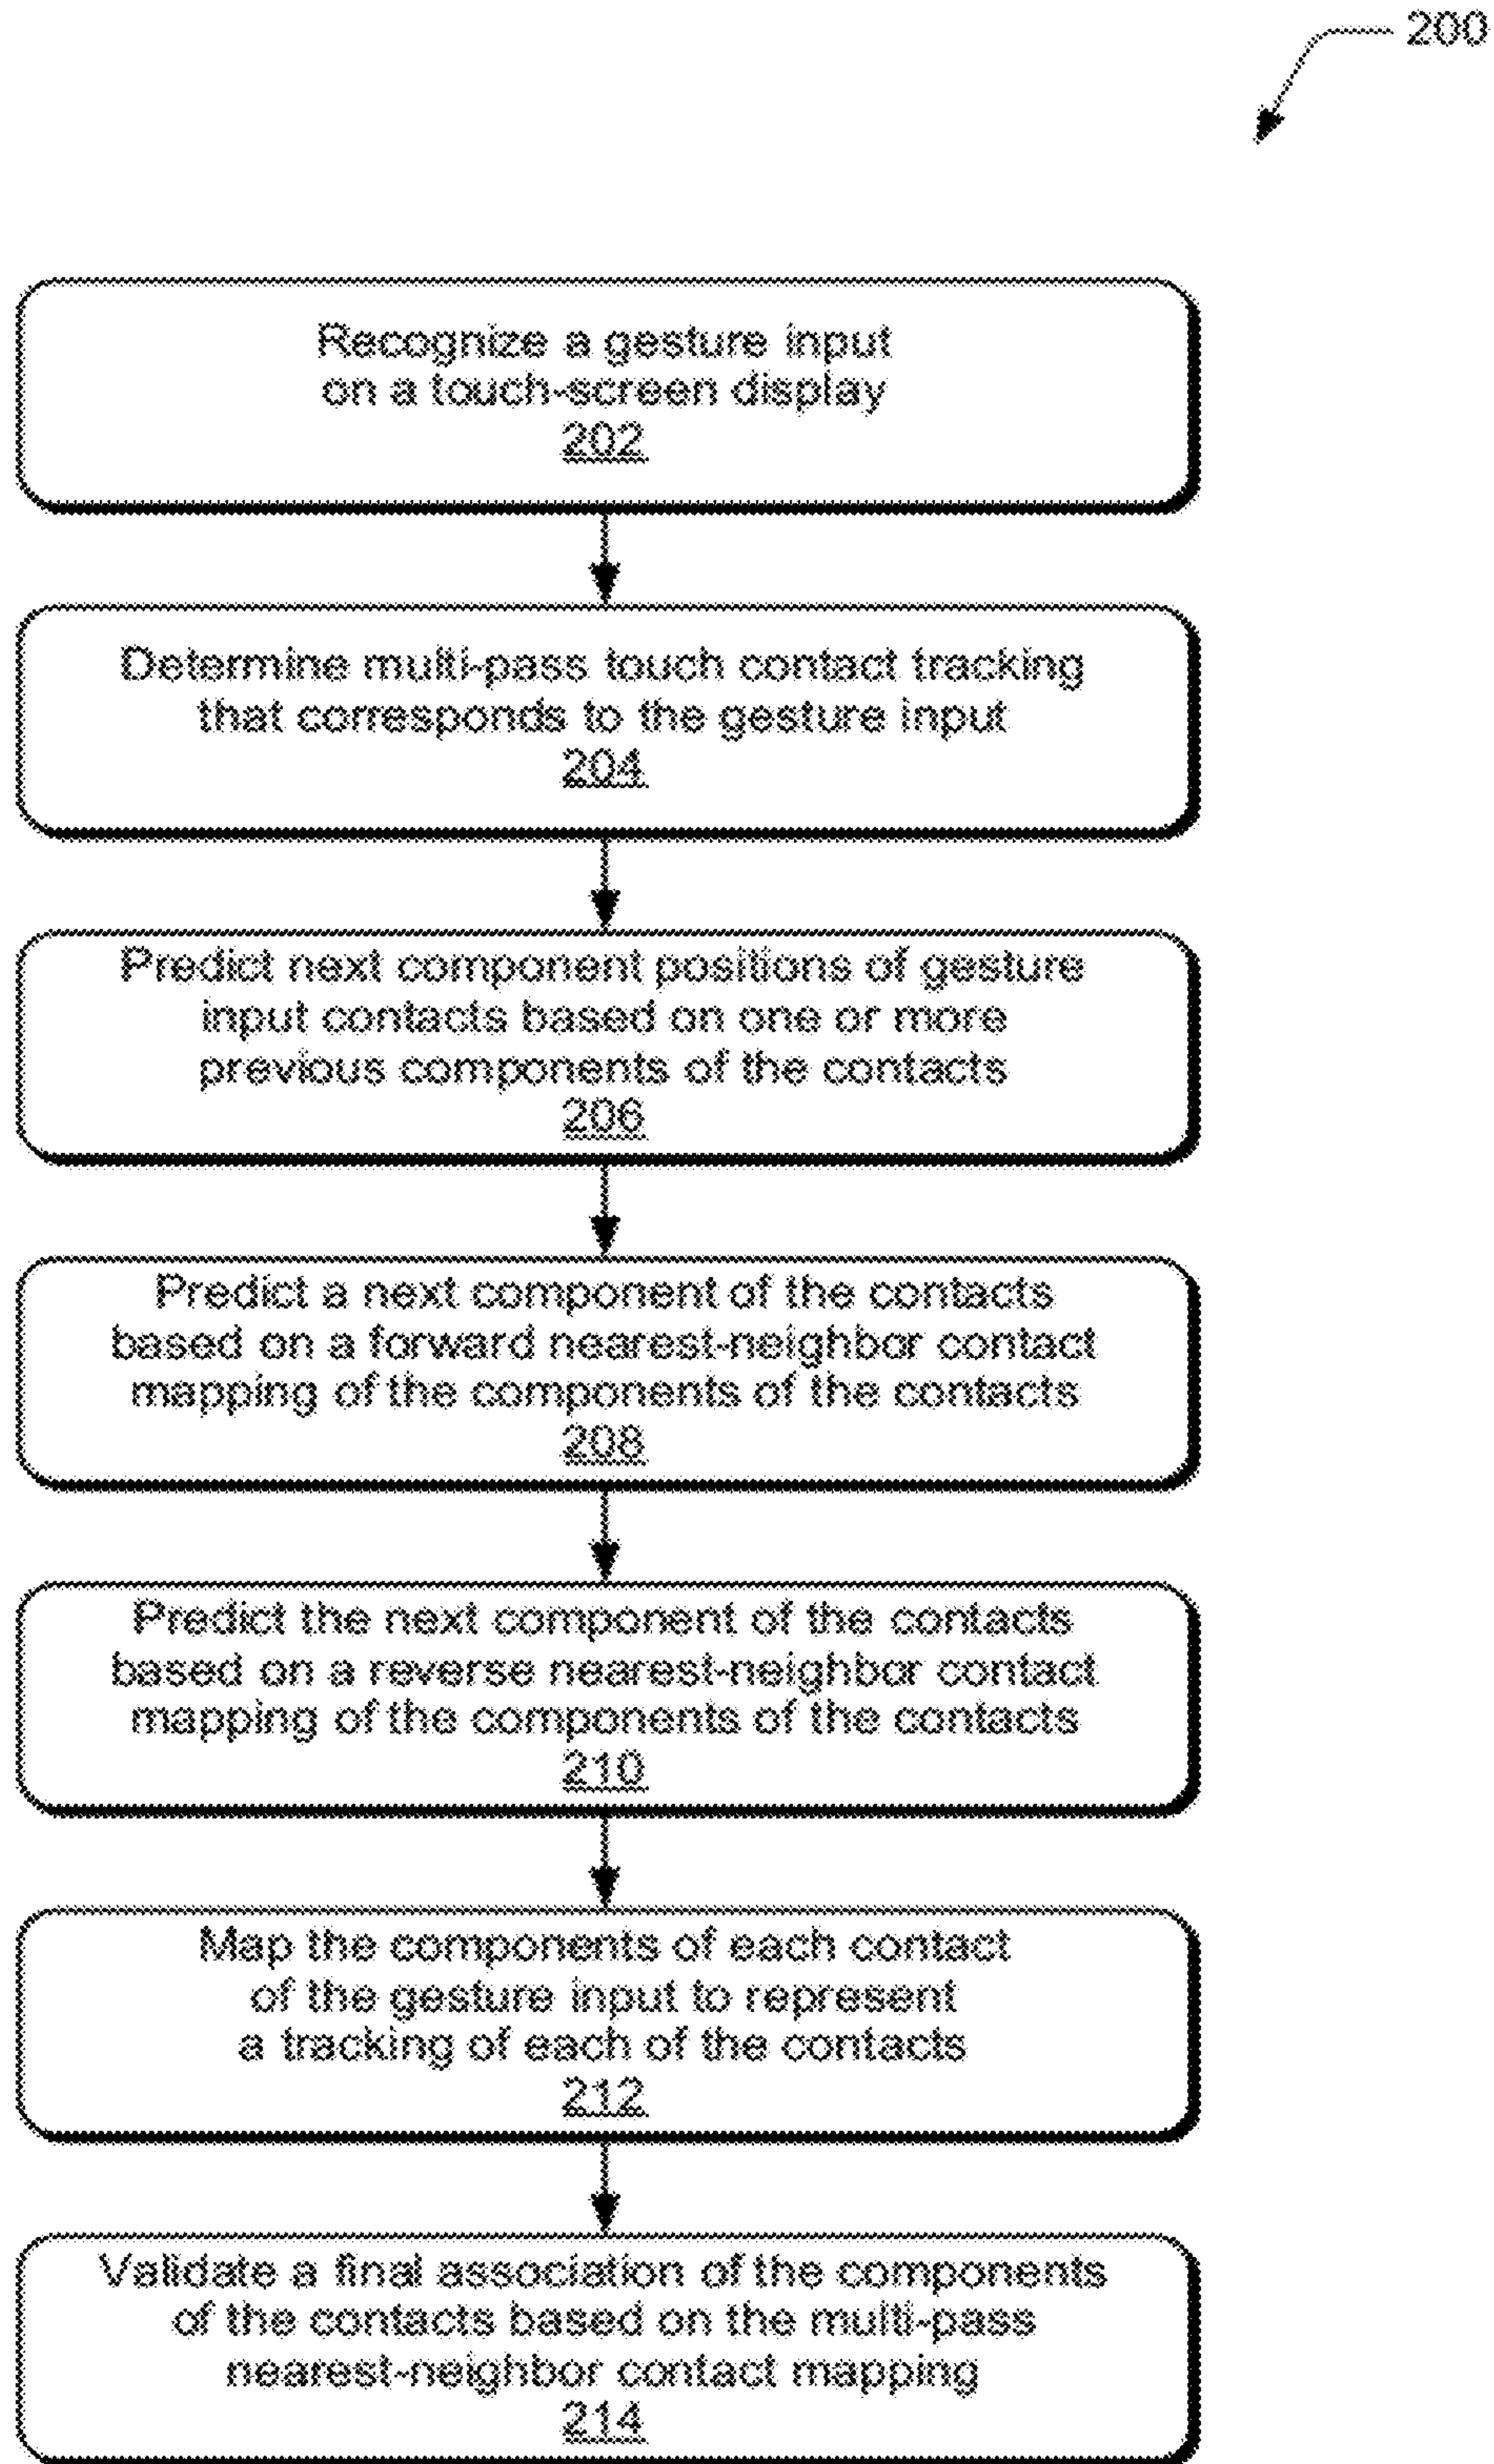 200
Recognize a gesture input
on a touch-screen display
202
Determine multi-pass touch contact tracking
that corresponds to the gesture input
204
Predict next component positions of gesture
input contacts based on one or more
previous components of the contacts
206
Predict a next component of the contacts
based on a forward nearest-neighbor contact
mapping of the components of the contacts
208
Predict the next component of the contacts
based on a reverse nearest-neighbor contact
mapping of the components of the contacts
210
Map the components of each contact
of the gesture input to represent
a tracking of each of the contacts
212
Validate a final association of the components
of the contacts based on the multi-pass
nearest-neighbor contact mapping
214